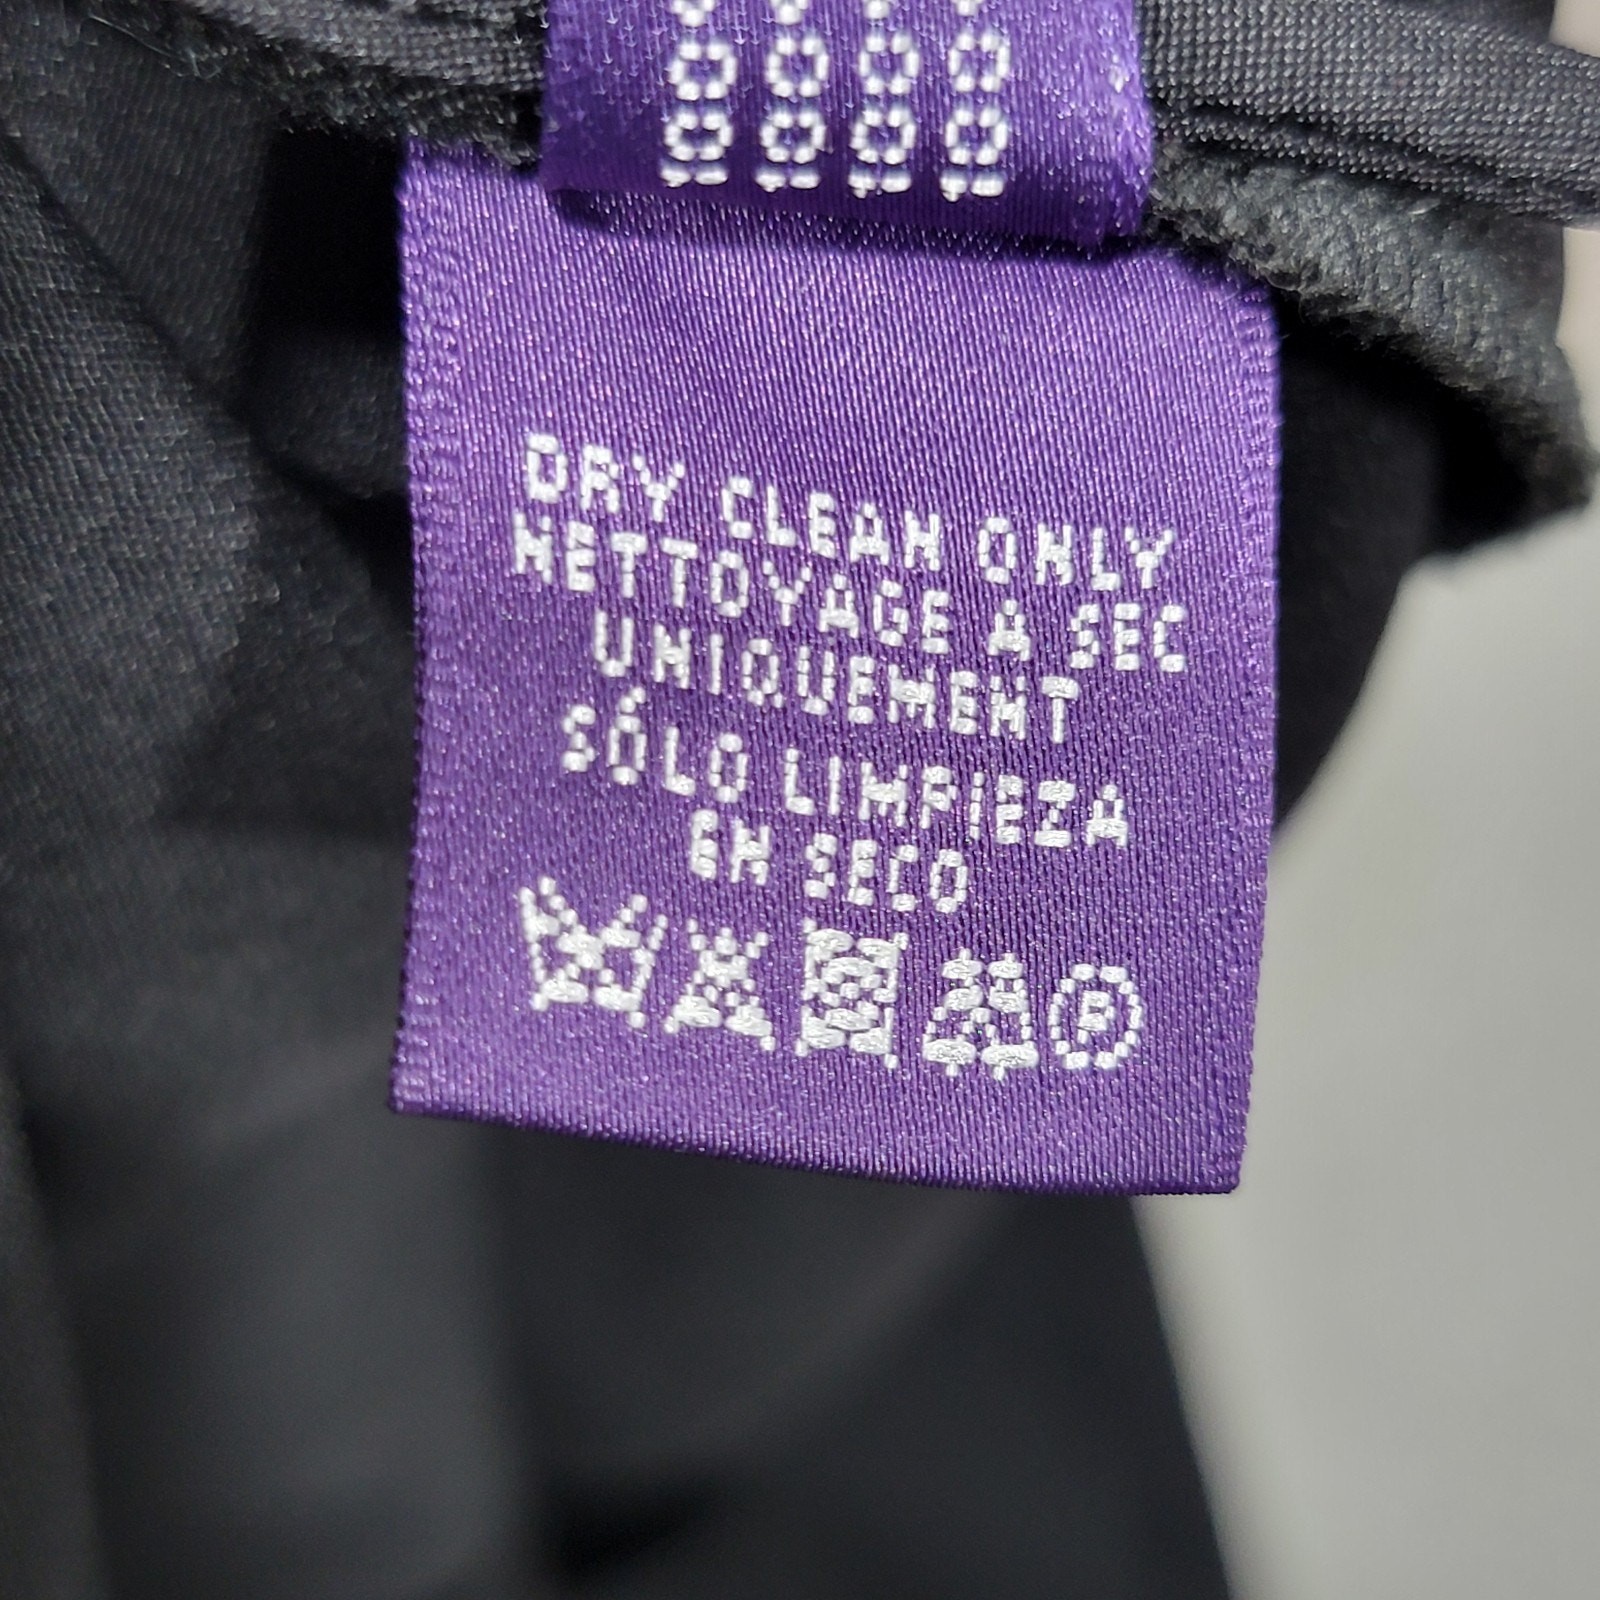 DRY CLEAN ONLY
NETTOYAGE A SEC
UNIQUEMENT
SÓLO LIMPIEZA
EN SECO
P